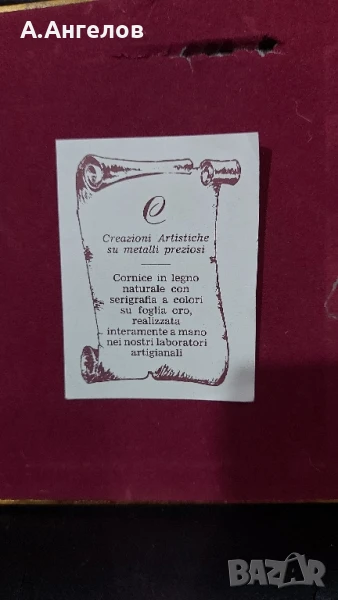 А.Ангелов
C
Creazioni Artistiche
su metalli preziosi
Cornice in legno
naturale con
serigrafia a colori
su foglia oro,
realizzata
interamente a mano
nei nostri laboratori
artigianali
BAZAR